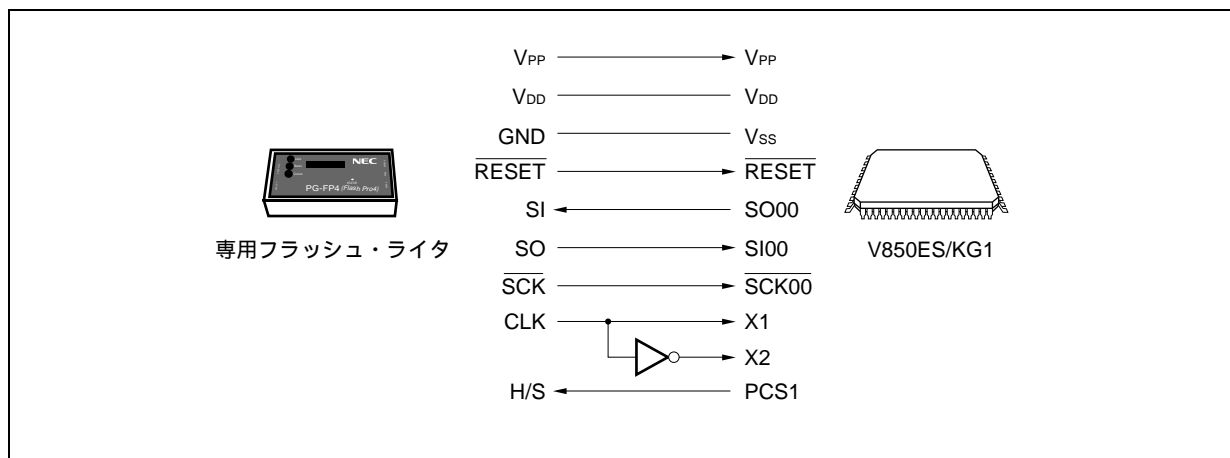 VPP VPP
VDD VDD
GND VSS
RESET RESET
SI SO00
SO SI00
SCK SCK00
CLK X1
X2
H/S PCS1
NEC
PG-FP4 (Flash Pro4)
専用フラッシュ・ライタ
V850ES/KG1